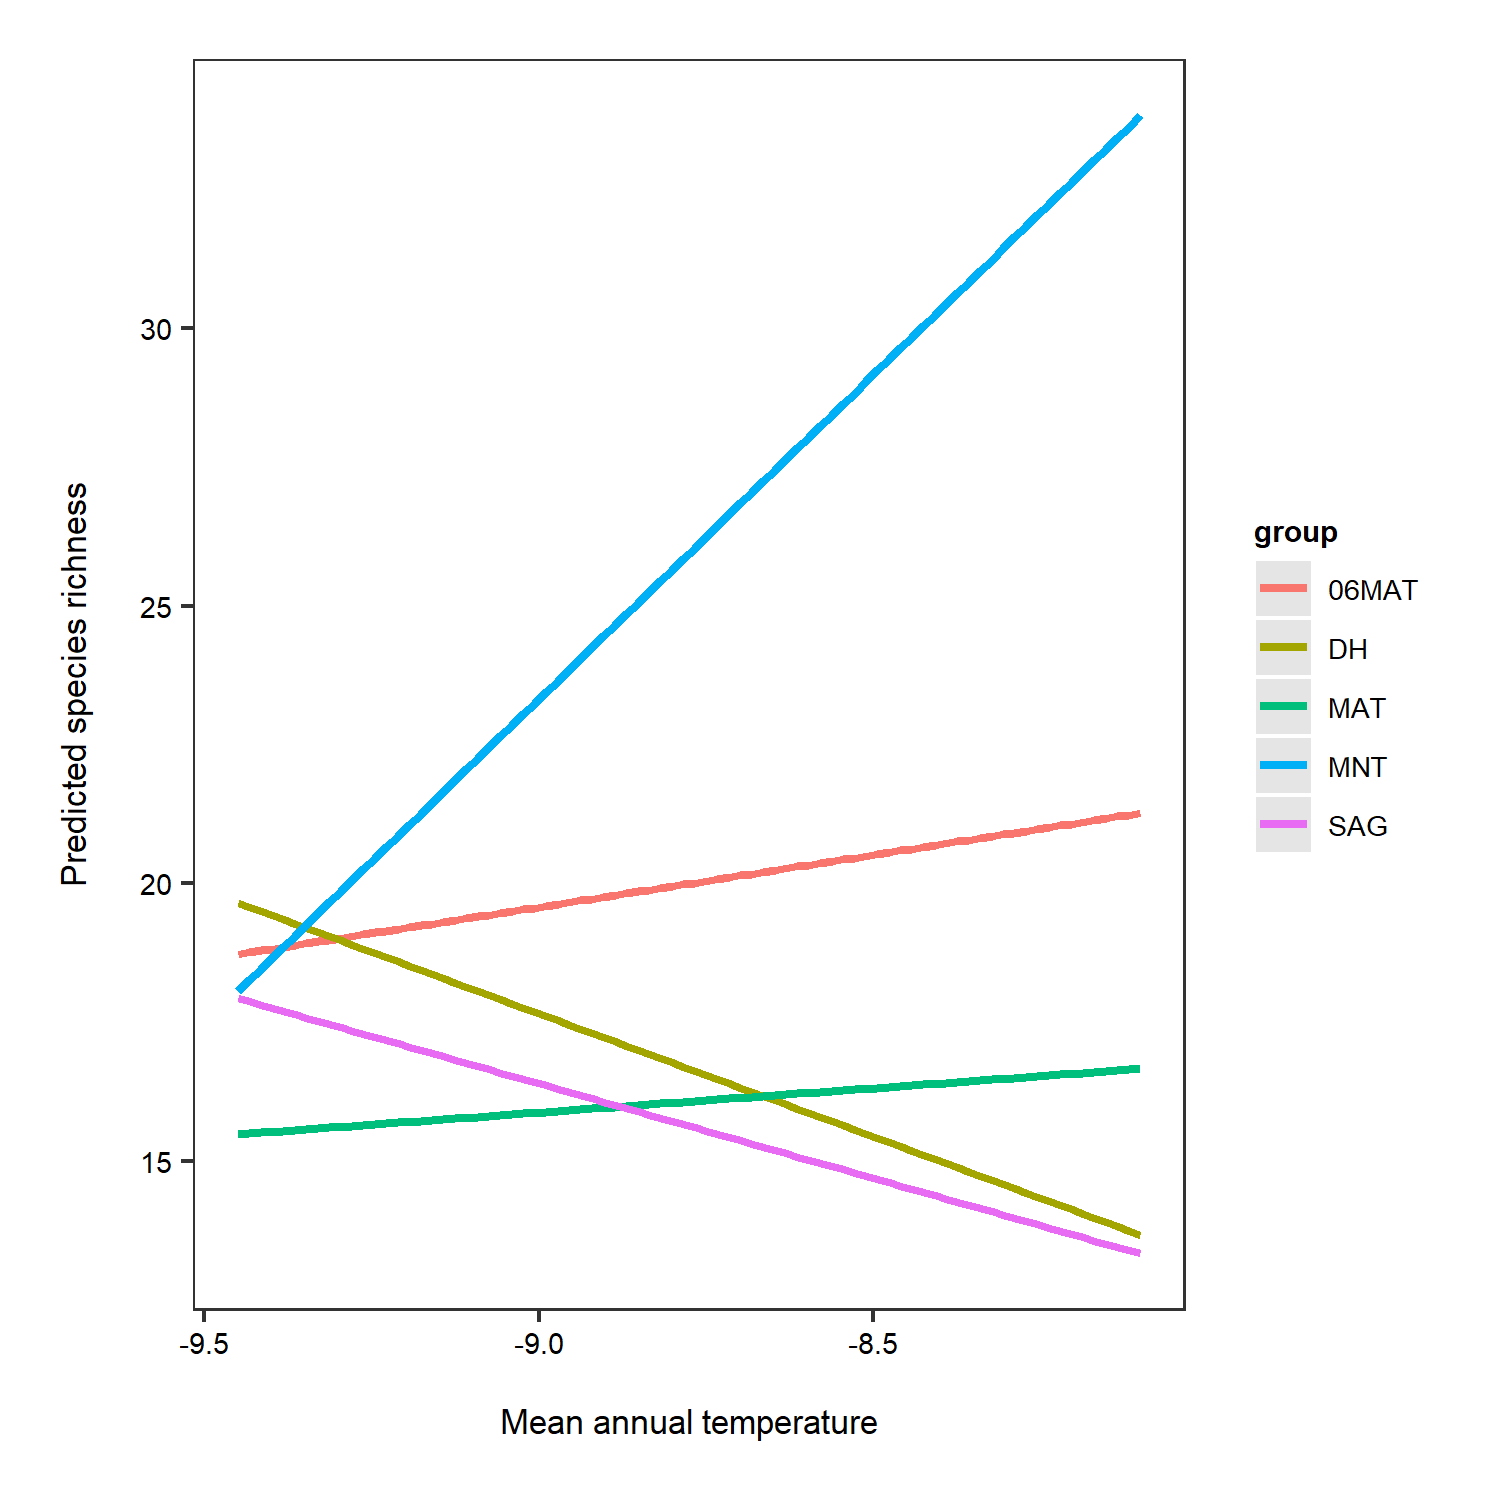 Predicted species richness
30
25
20
15
-9.5 -9.0 -8.5
Mean annual temperature
group
06MAT
DH
MAT
MNT
SAG